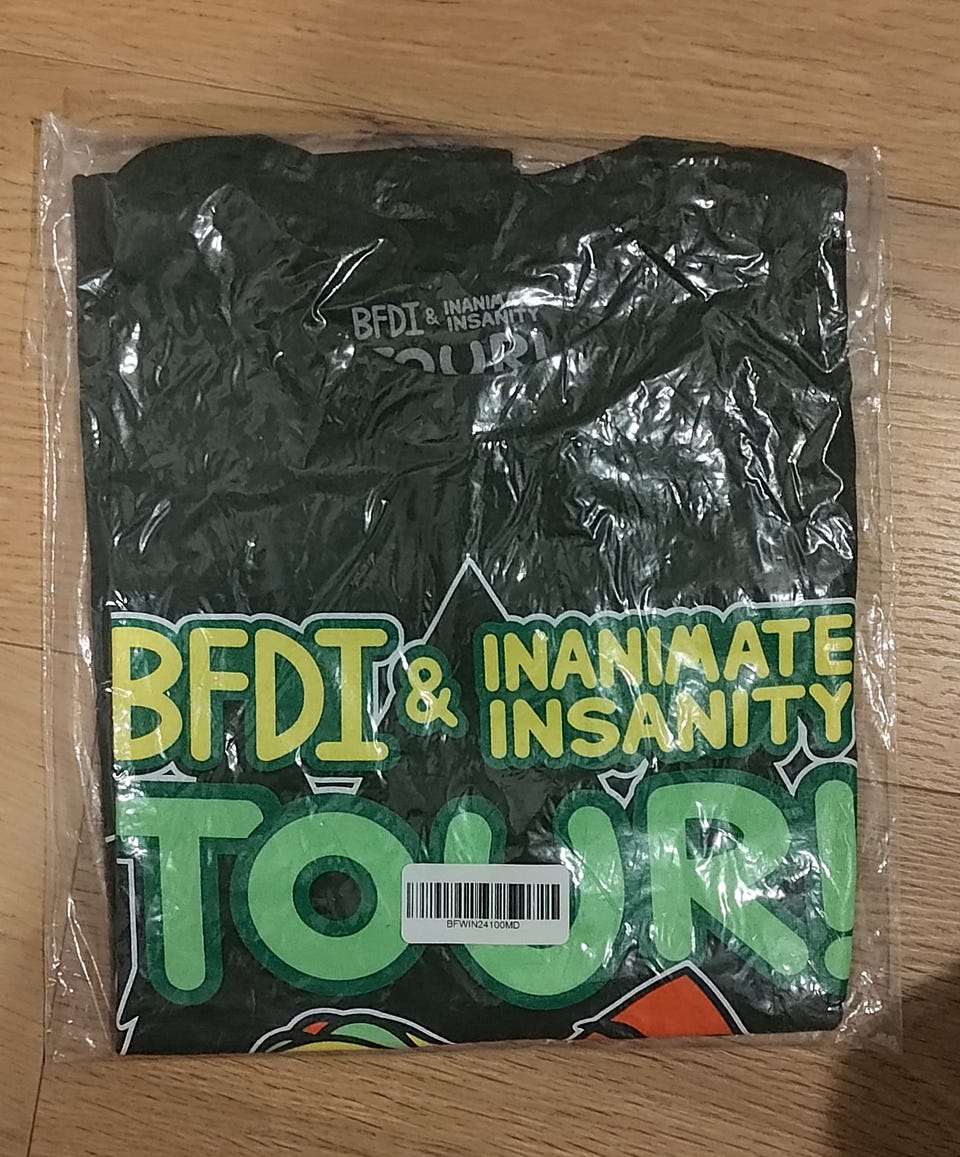 BFDI & INANIMATE
INSANITY
TOUR!
BFDI & INANIMATE
INSANITY
TOUR!
BFWIN24100MD